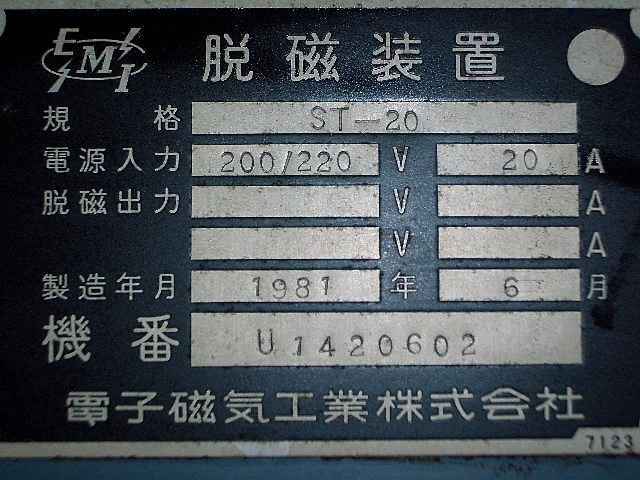 EMI 脱磁装置
規格 ST-20
電源入力 200/220 V 20 A
脱磁出力 V A
V A
製造年月 1981 年 6 月
機番 U1420602
電子磁気工業株式会社
7123